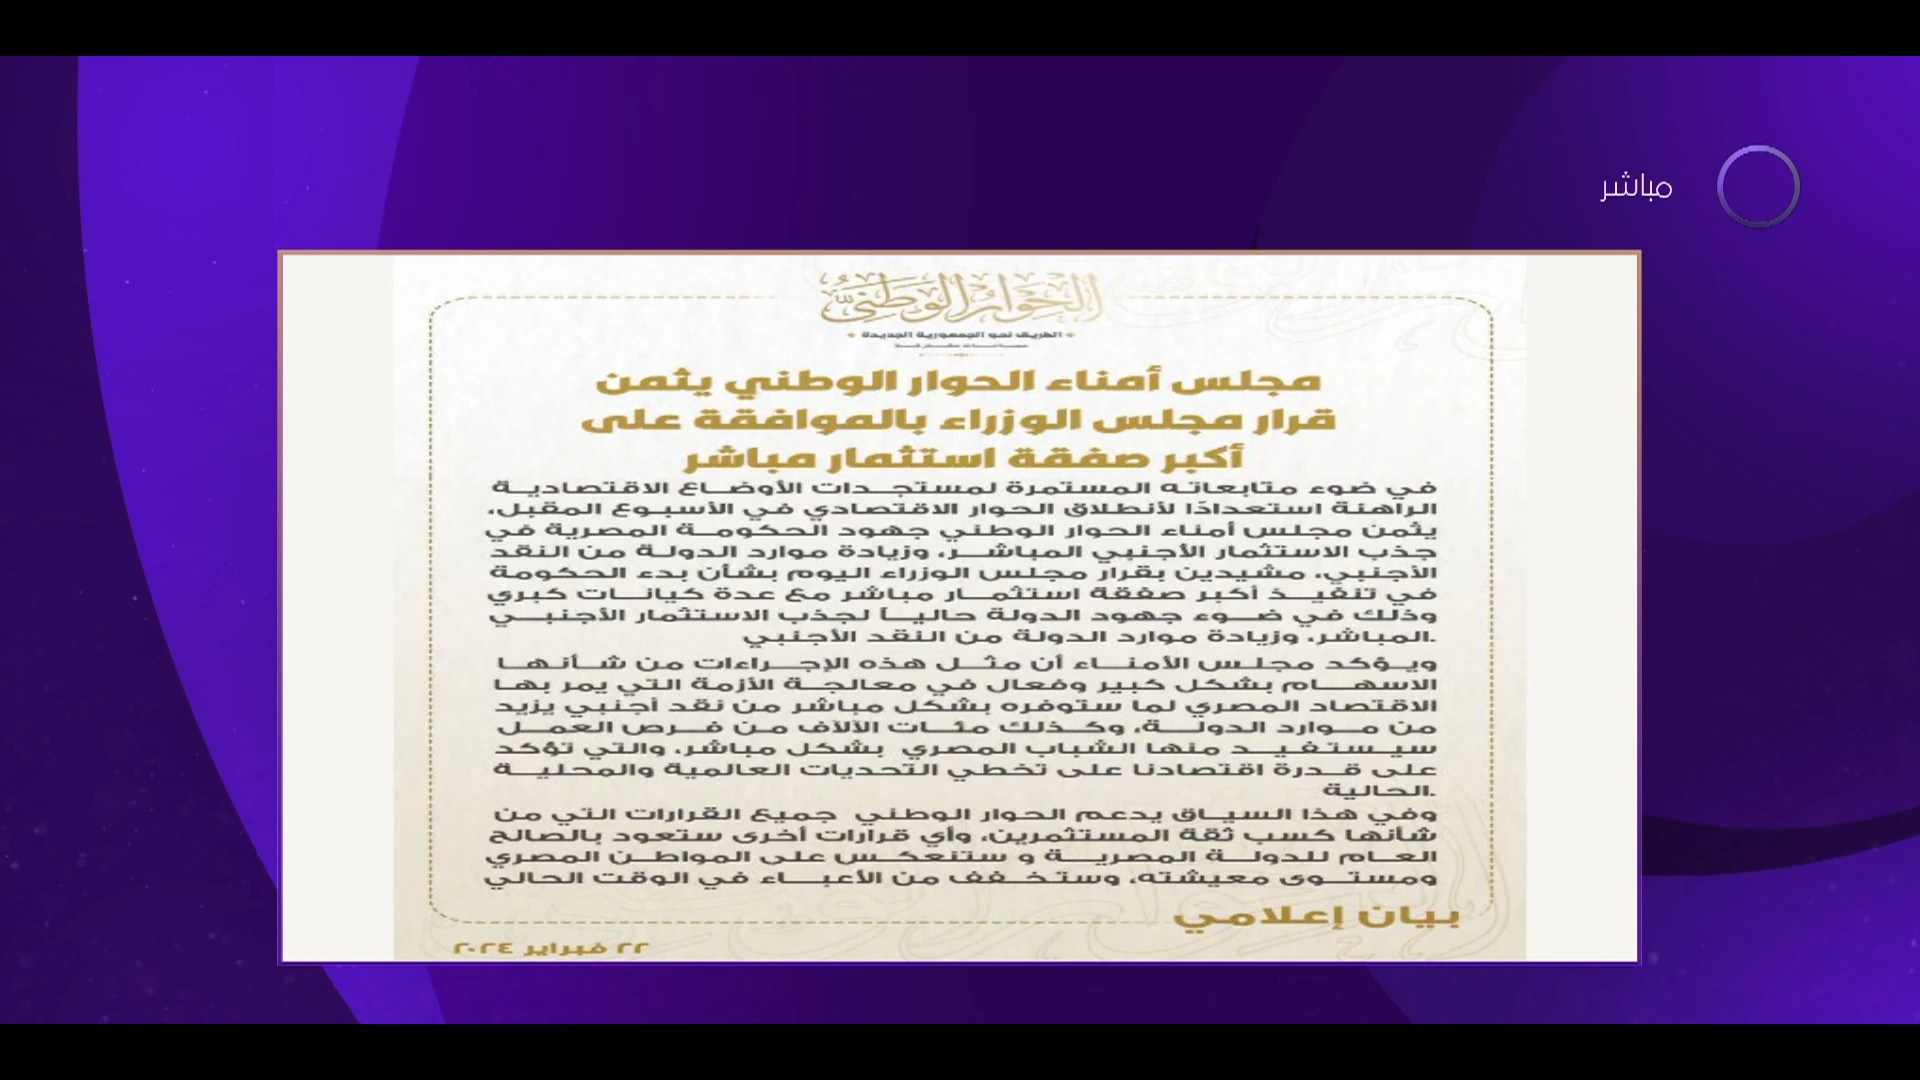 مباشر
الحوار الوطني
الطريق نحو الجمهورية الجديدة
مجلس أمناء الحوار الوطني يثمن
قرار مجلس الوزراء بالموافقة على
أكبر صفقة استثمار مباشر
في ضوء متابعاته المستمرة لمستجدات الأوضاع الاقتصادية
الراهنة استعدادًا لأنطلاق الحوار الاقتصادي في الأسبوع المقبل،
يثمن مجلس أمناء الحوار الوطني جهود الحكومة المصرية في
جذب الاستثمار الأجنبي المباشر، وزيادة موارد الدولة من النقد
الأجنبي، مشيدين بقرار مجلس الوزراء اليوم بشأن بدء الحكومة
في تنفيذ أكبر صفقة استثمار مباشر مع عدة كيانات كبري
وذلك في ضوء جهود الدولة حالياً لجذب الاستثمار الأجنبي
المباشر، وزيادة موارد الدولة من النقد الأجنبي.
ويؤكد مجلس الأمناء أن مثل هذه الإجراءات من شأنها
الاسهام بشكل كبير وفعال في معالجة الأزمة التي يمر بها
الاقتصاد المصري لما ستوفره بشكل مباشر من نقد أجنبي يزيد
من موارد الدولة، وكذلك مئات الآلاف من فرص العمل
سيستفيد منها الشباب المصري بشكل مباشر، والتي تؤكد
على قدرة اقتصادنا على تخطي التحديات العالمية والمحلية
الحالية.
وفي هذا السياق يدعم الحوار الوطني جميع القرارات التي من
شأنها كسب ثقة المستثمرين، وأي قرارات أخرى ستعود بالصالح
العام للدولة المصرية و ستنعكس على المواطن المصري
ومستوى معيشته، وستخفف من الأعباء في الوقت الحالي
بيان إعلامي
٢٢ فبراير ٢٠٢٤